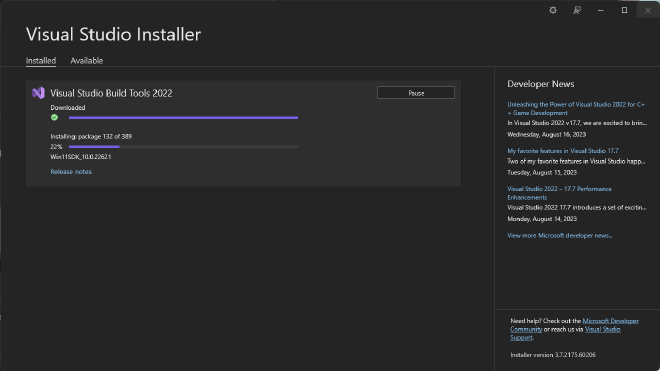 Visual Studio Installer
Installed Available
Visual Studio Build Tools 2022
Pause
Downloaded
Installing: package 132 of 389
22%
Win11SDK_10.0.22621
Release notes
Developer News
Unleashing the Power of Visual Studio 2022 for C+
+ Game Development
In Visual Studio 2022 v17.7, we are excited to brin...
Wednesday, August 16, 2023
My favorite features in Visual Studio 17.7
Two of my favorite features in Visual Studio happ...
Tuesday, August 15, 2023
Visual Studio 2022 – 17.7 Performance
Enhancements
Visual Studio 2022 17.7 introduces a set of excitin...
Monday, August 14, 2023
View more Microsoft developer news...
Need help? Check out the Microsoft Developer
Community or reach us via Visual Studio
Support.
Installer version 3.7.2175.60206